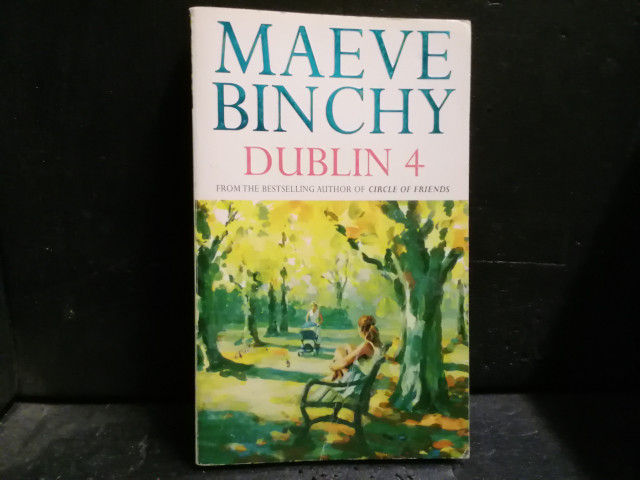 MAEVE
BINCHY
DUBLIN 4
FROM THE BESTSELLING AUTHOR OF CIRCLE OF FRIENDS